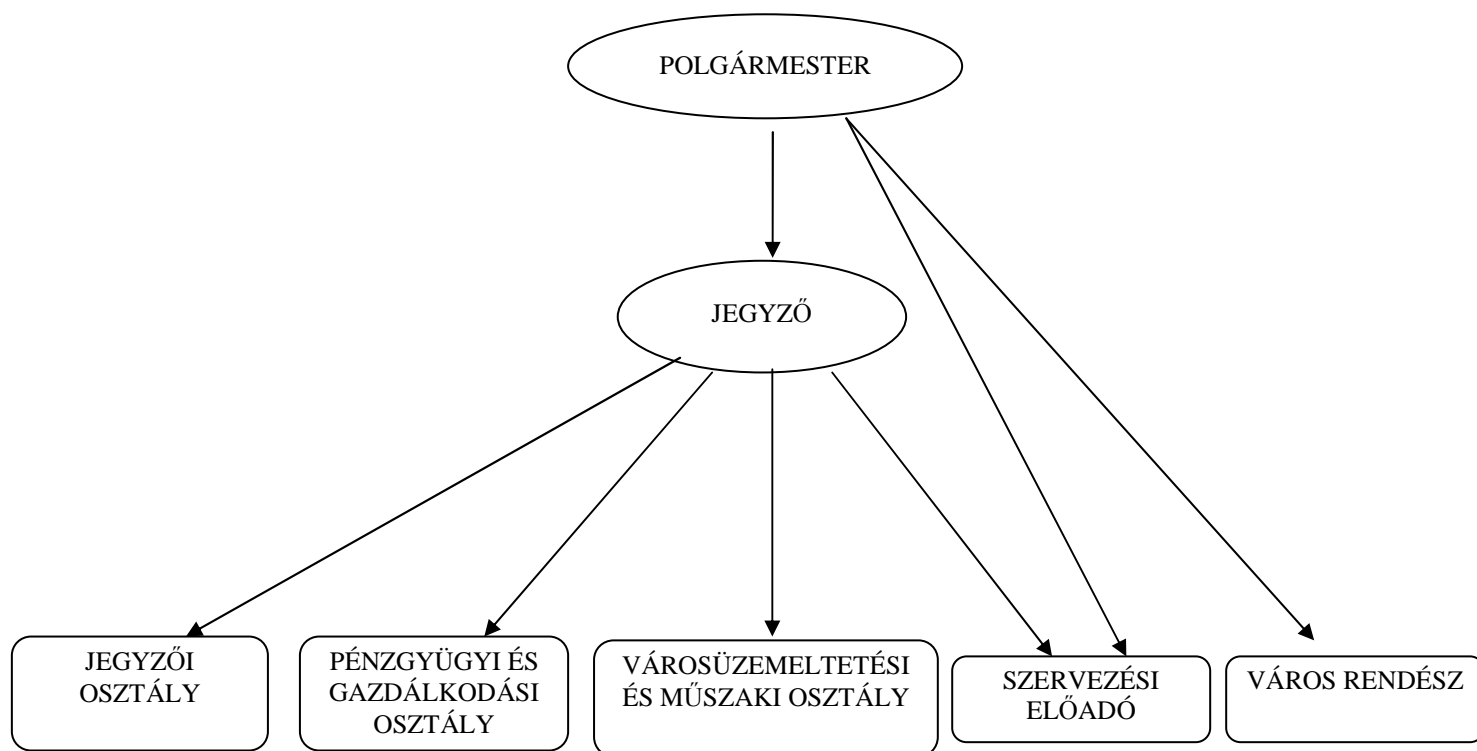 POLGÁRMESTER
JEGYZŐ
JEGYZŐI
OSZTÁLY
PÉNZGYÜGYI ÉS
GAZDÁLKODÁSI
OSZTÁLY
VÁROSÜZEMELTETÉSI
ÉS MŰSZAKI OSZTÁLY
SZERVEZÉSI
ELŐADÓ
VÁROS RENDÉSZ